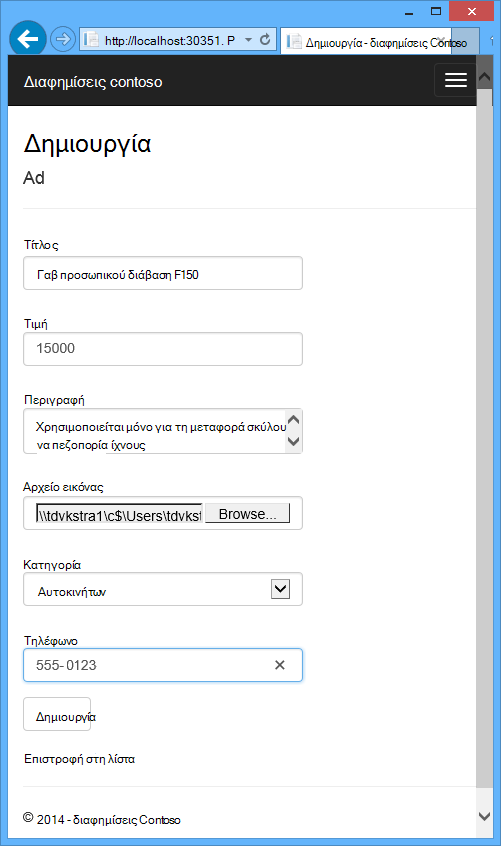 http://localhost:30351. P
Δημιουργία - διαφημίσεις Contoso
Διαφημίσεις contoso
Δημιουργία
Ad
Τίτλος
Γαβ προσωπικού διάβαση F150
Τιμή
15000
Περιγραφή
Χρησιμοποιείται μόνο για τη μεταφορά σκύλου
να πεζοπορία ίχνους
Αρχείο εικόνας
\\tdvkstra1\c$\Users\tdvkst
Browse...
Κατηγορία
Αυτοκινήτων
Τηλέφωνο
555-0123
Δημιουργία
Επιστροφή στη λίστα
© 2014 - διαφημίσεις Contoso